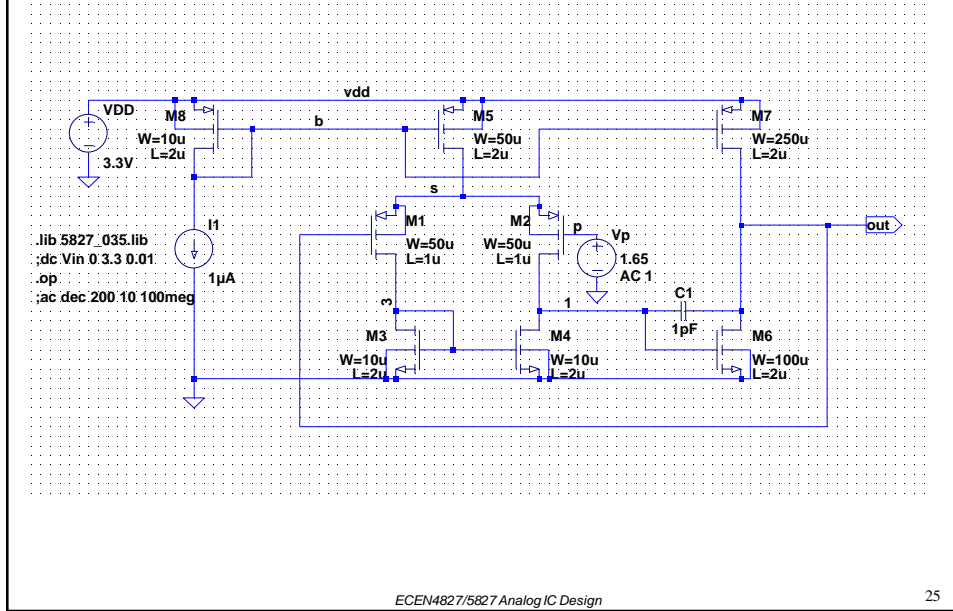 vdd
VDD
3.3V
M8
W=10u
L=2u
b
M5
W=50u
L=2u
M7
W=250u
L=2u
s
I1
1µA
.lib 5827_035.lib
;dc Vin 0 3.3 0.01
.op
;ac dec 200 10 100meg
M1
W=50u
L=1u
M2
W=50u
L=1u
p
Vp
1.65
AC 1
out
3
1
C1
1pF
M3
W=10u
L=2u
M4
W=10u
L=2u
M6
W=100u
L=2u
ECEN4827/5827 Analog IC Design
25